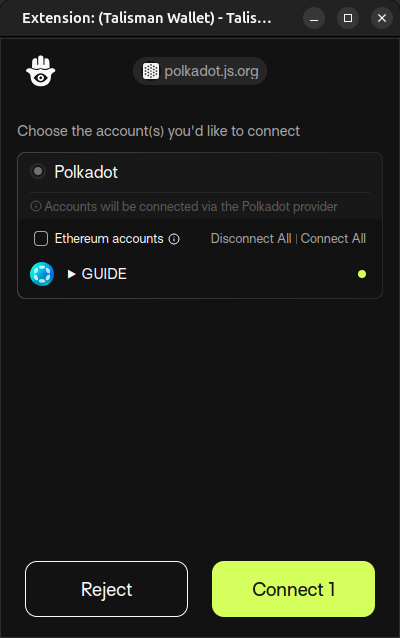 Extension: (Talisman Wallet) - Talis...
polkadot.js.org
Choose the account(s) you'd like to connect
Polkadot
Accounts will be connected via the Polkadot provider
Ethereum accounts Disconnect All | Connect All
GUIDE
Reject Connect 1